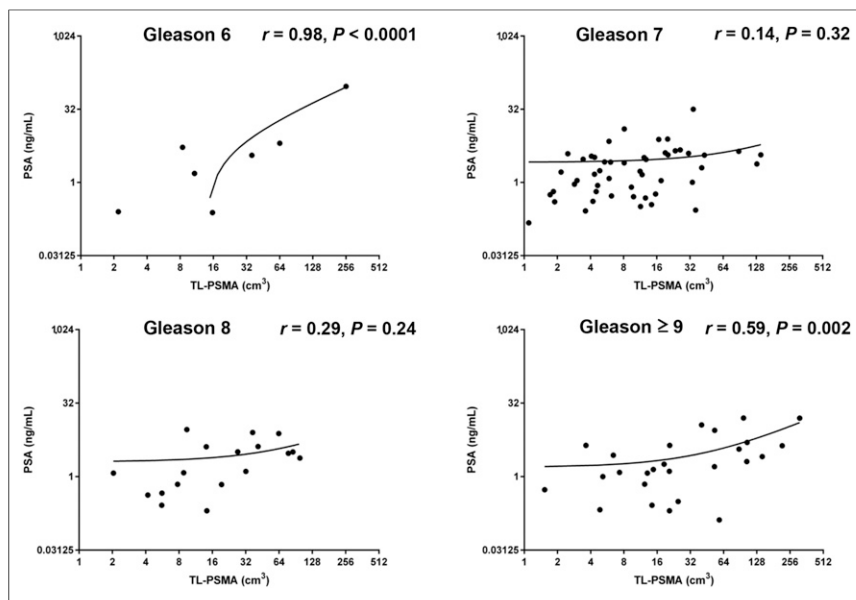 Gleason 6 r = 0.98, P < 0.0001
1,024
32
1
0.03125
PSA (ng/mL)
1 2 4 8 16 32 64 128 256 512
TL-PSMA (cm³)
Gleason 7 r = 0.14, P = 0.32
1,024
32
1
0.03125
PSA (ng/mL)
1 2 4 8 16 32 64 128 256 512
TL-PSMA (cm³)
Gleason 8 r = 0.29, P = 0.24
1,024
32
1
0.03125
PSA (ng/mL)
1 2 4 8 16 32 64 128 256 512
TL-PSMA (cm³)
Gleason ≥ 9 r = 0.59, P = 0.002
1,024
32
1
0.03125
PSA (ng/mL)
1 2 4 8 16 32 64 128 256 512
TL-PSMA (cm³)